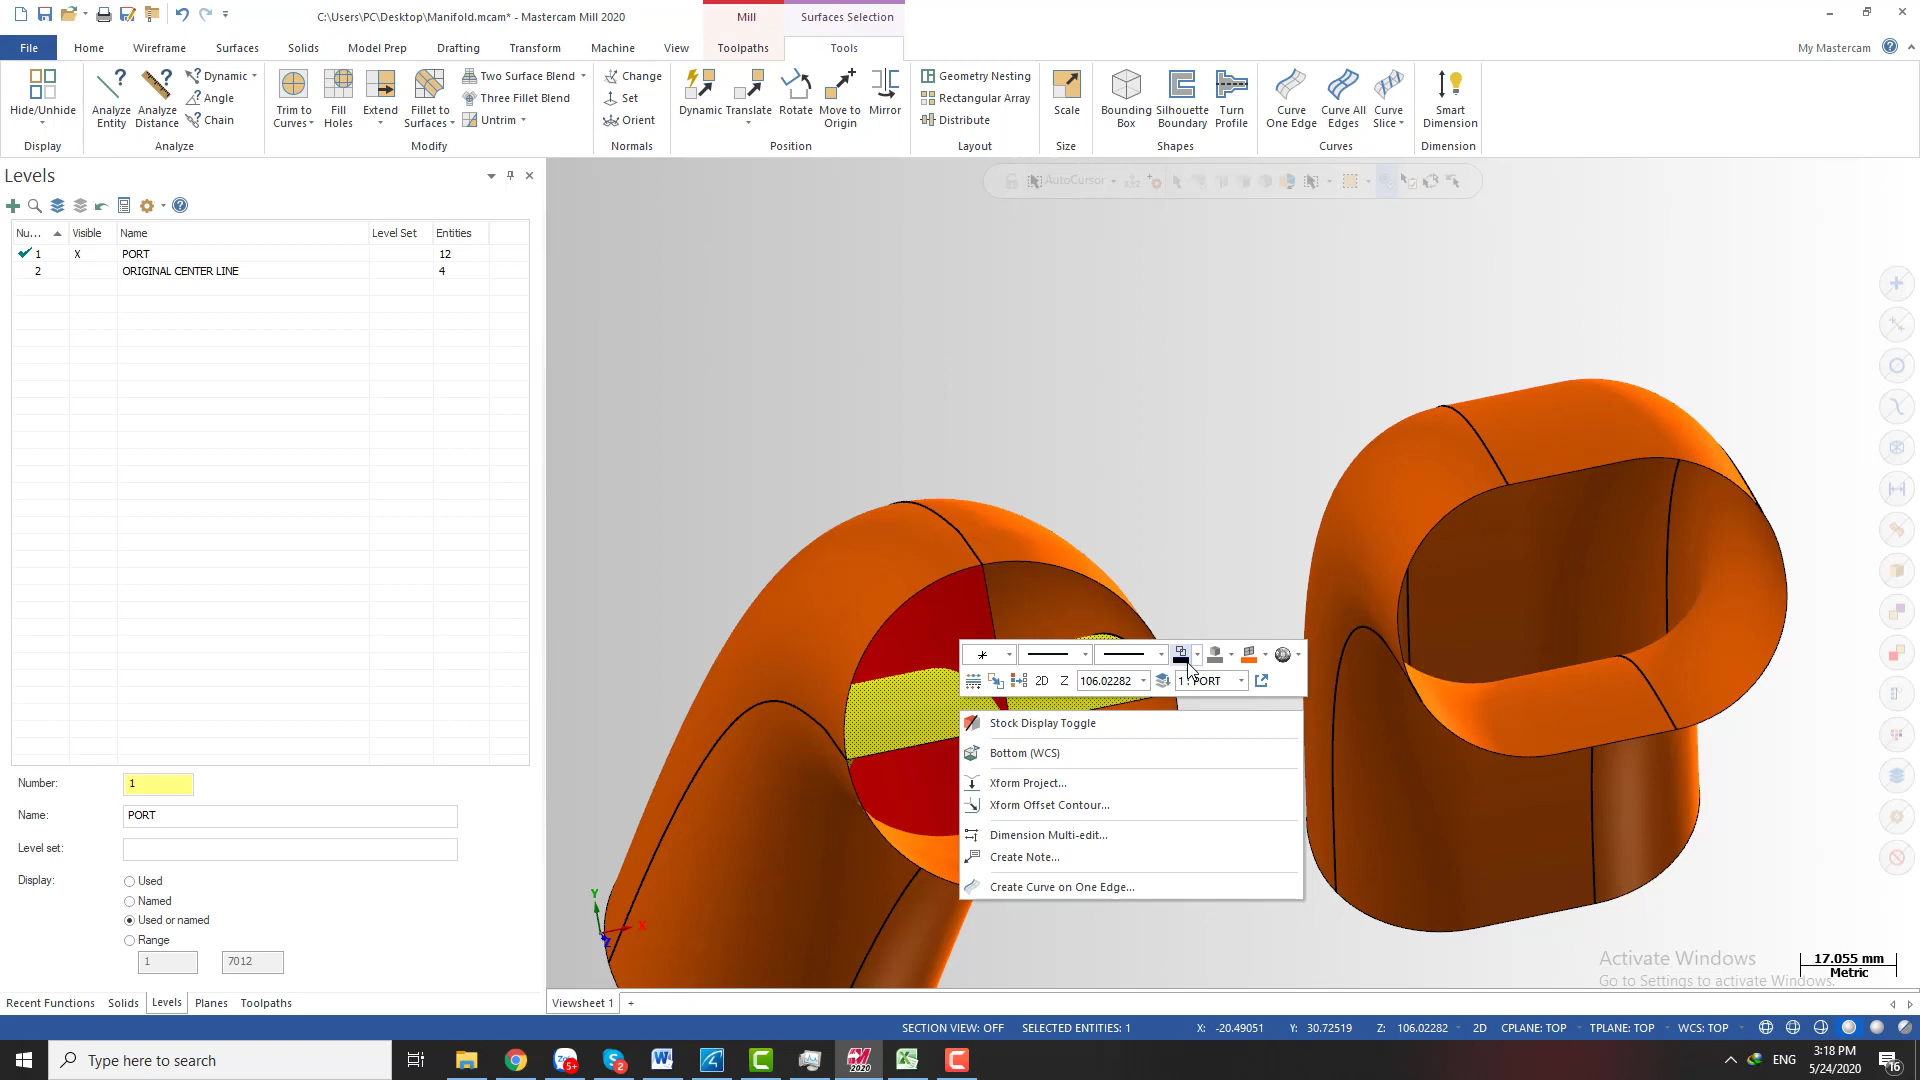 C:\Users\PC\Desktop\Manifold.mcam* - Mastercam Mill 2020
Mill
Surfaces Selection
File
Home
Wireframe
Surfaces
Solids
Model Prep
Drafting
Transform
Machine
View
Toolpaths
Tools
My Mastercam
Hide/Unhide
Display
Analyze Entity
Analyze Distance
Dynamic
Angle
Chain
Analyze
Trim to Curves
Fill Holes
Extend
Fillet to Surfaces
Two Surface Blend
Three Fillet Blend
Untrim
Modify
Change
Set
Orient
Normals
Dynamic
Translate
Rotate
Move to Origin
Mirror
Position
Geometry Nesting
Rectangular Array
Distribute
Layout
Scale
Size
Bounding Box
Silhouette Boundary
Turn Profile
Shapes
Curve One Edge
Curve All Edges
Curve Slice
Curves
Smart Dimension
Dimension
Levels
AutoCursor
Nu...
Visible
Name
Level Set
Entities
1 X PORT 12
2 ORIGINAL CENTER LINE 4
2D Z 106.02282
1 : PORT
Stock Display Toggle
Bottom (WCS)
Xform Project...
Xform Offset Contour...
Dimension Multi-edit...
Create Note...
Create Curve on One Edge...
Number: 1
Name: PORT
Level set:
Display:
Used
Named
Used or named
Range
1 7012
Y
X
Z
Activate Windows
Go to Settings to activate Windows.
17.055 mm
Metric
Recent Functions
Solids
Levels
Planes
Toolpaths
Viewsheet 1
+
SECTION VIEW: OFF
SELECTED ENTITIES: 1
X: -20.49051
Y: 30.72519
Z: 106.02282
2D
CPLANE: TOP
TPLANE: TOP
WCS: TOP
Type here to search
5+
2
2020
ENG
3:18 PM
5/24/2020
16